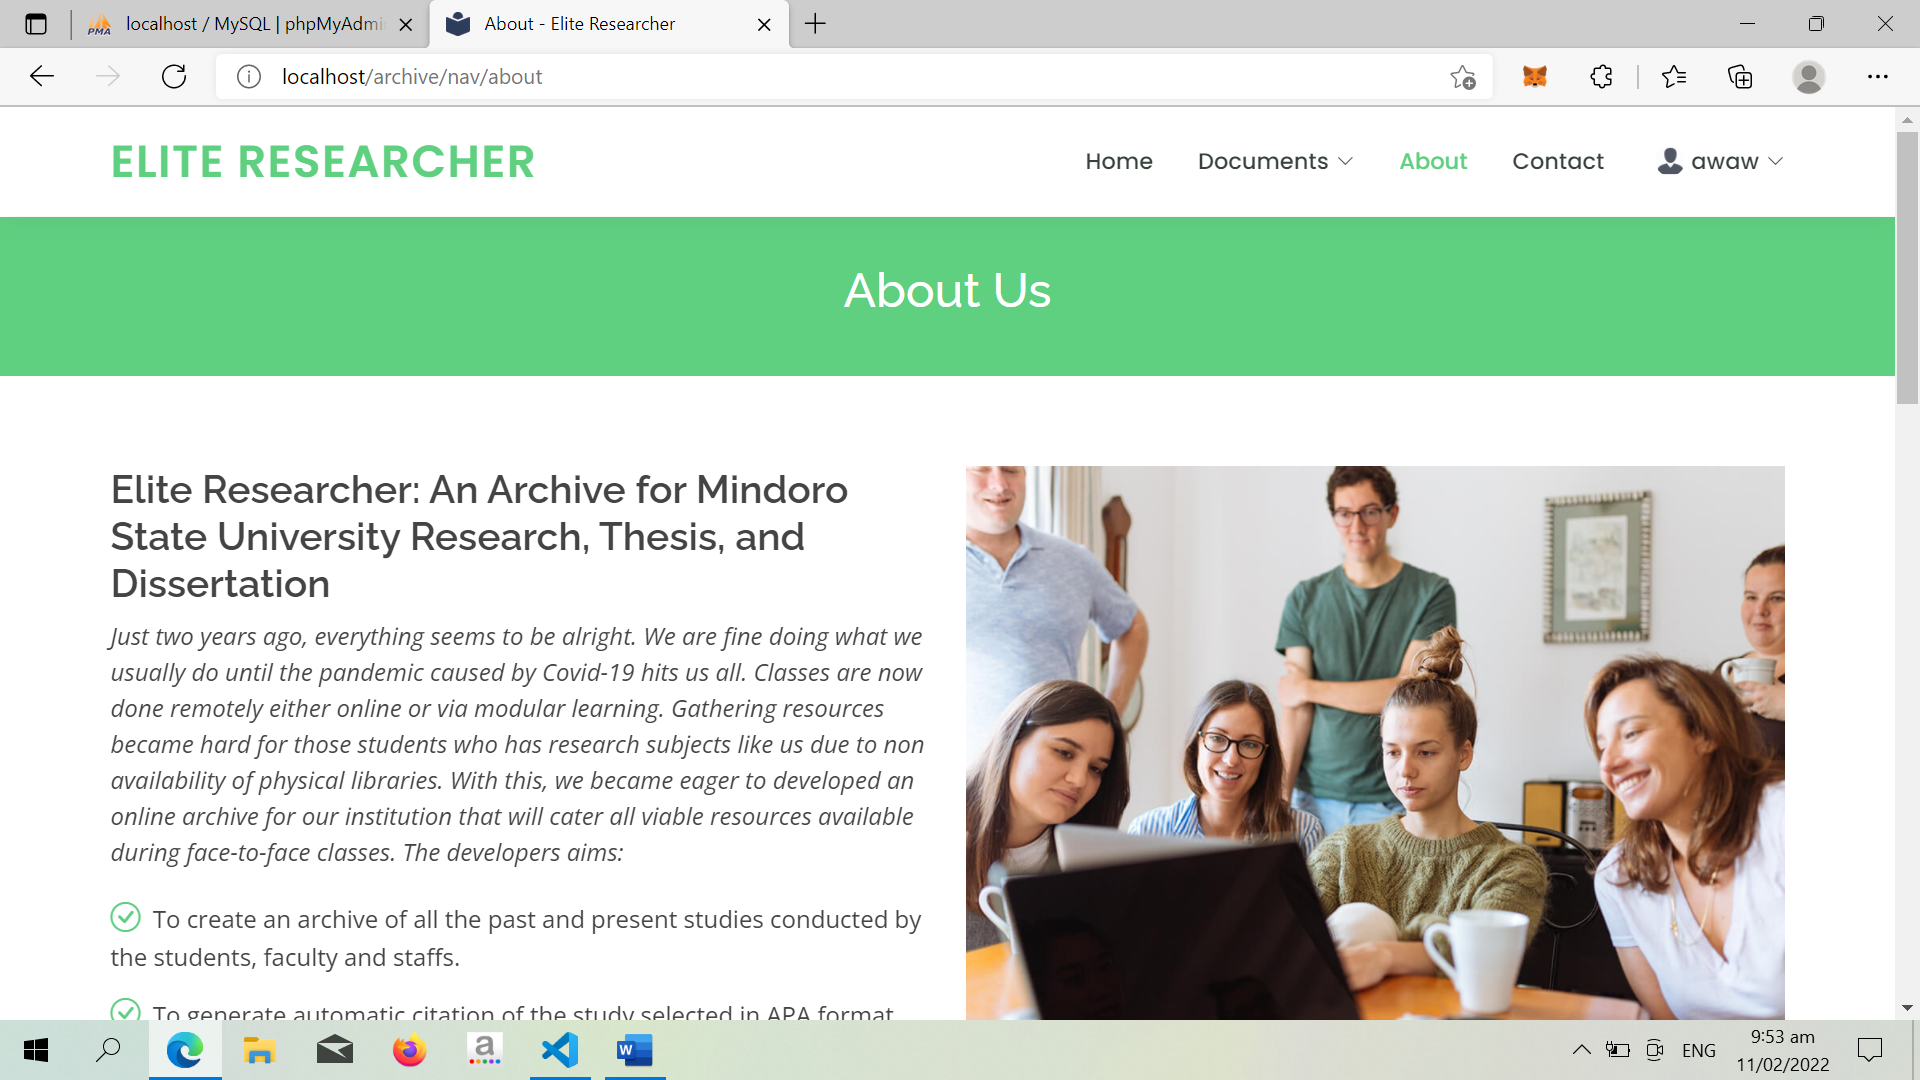 localhost / MySQL | phpMyAdmi
About - Elite Researcher
localhost/archive/nav/about
ELITE RESEARCHER
Home Documents About Contact awaw
About Us
Elite Researcher: An Archive for Mindoro
State University Research, Thesis, and
Dissertation
Just two years ago, everything seems to be alright. We are fine doing what we
usually do until the pandemic caused by Covid-19 hits us all. Classes are now
done remotely either online or via modular learning. Gathering resources
became hard for those students who has research subjects like us due to non
availability of physical libraries. With this, we became eager to developed an
online archive for our institution that will cater all viable resources available
during face-to-face classes. The developers aims:
To create an archive of all the past and present studies conducted by
the students, faculty and staffs.
To generate automatic citation of the study selected in APA format
ENG
9:53 am
11/02/2022